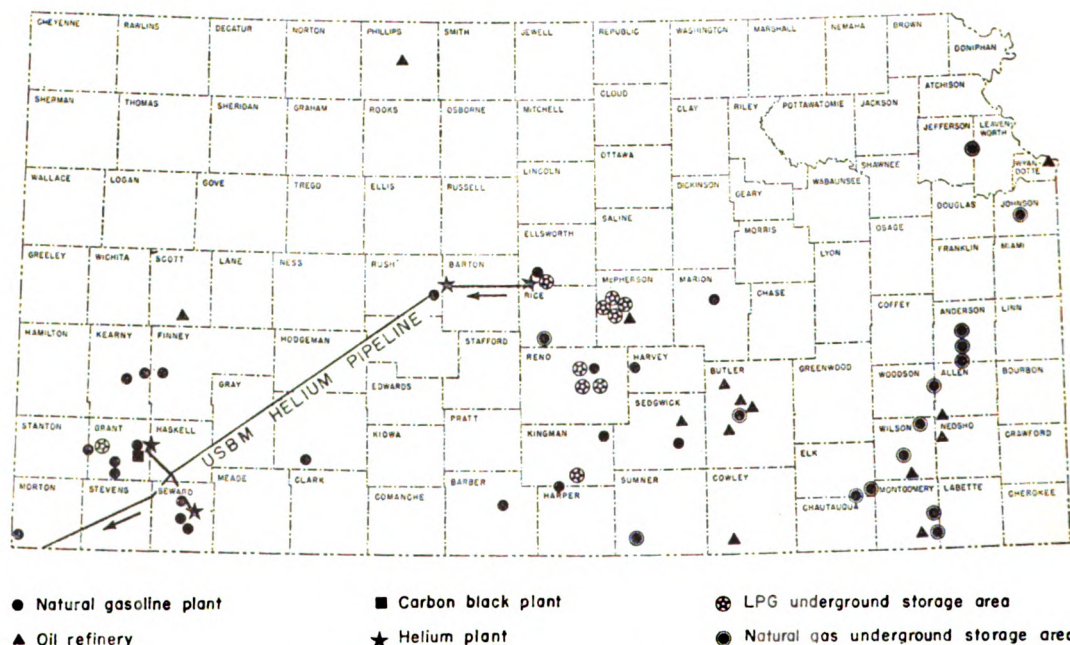 CHEYENNE RAWLINS DECATUR NORTON PHILLIPS SMITH JEWELL REPUBLIC WASHINGTON MARSHALL NEMAHA BROWN
DONIPHAN
ATCHISON
SHERMAN THOMAS SHERIDAN GRAHAM ROOKS OSBORNE MITCHELL CLOUD CLAY RILEY POTTAWATOMIE JACKSON
JEFFERSON LEAVEN
WORTH
OTTAWA
WYAN
DOTTE
WALLACE LOGAN GOVE TREGO ELLIS RUSSELL LINCOLN DICKINSON GEARY WABAUNSEE SHAWNEE
DOUGLAS JOHNSON
SALINE
ELLSWORTH MORRIS OSAGE
GREELEY WICHITA SCOTT LANE NESS RUSH BARTON LYON FRANKLIN MIAMI
RICE McPHERSON MARION CHASE
COFFEY ANDERSON LINN
HAMILTON KEARNY FINNEY HODGEMAN STAFFORD
USBM HELIUM PIPELINE
RENO HARVEY
GRAY EDWARDS BUTLER GREENWOOD WOODSON ALLEN BOURBON
SEDGWICK
STANTON GRANT HASKELL KIOWA PRATT KINGMAN ELK WILSON NEOSHO CRAWFORD
MORTON STEVENS SEWARD MEADE CLARK COMANCHE BARBER HARPER SUMNER COWLEY CHAUTAUQUA MONTGOMERY LABETTE CHEROKEE
Natural gasoline plant Carbon black plant LPG underground storage area
Oil refinery Helium plant Natural gas underground storage area